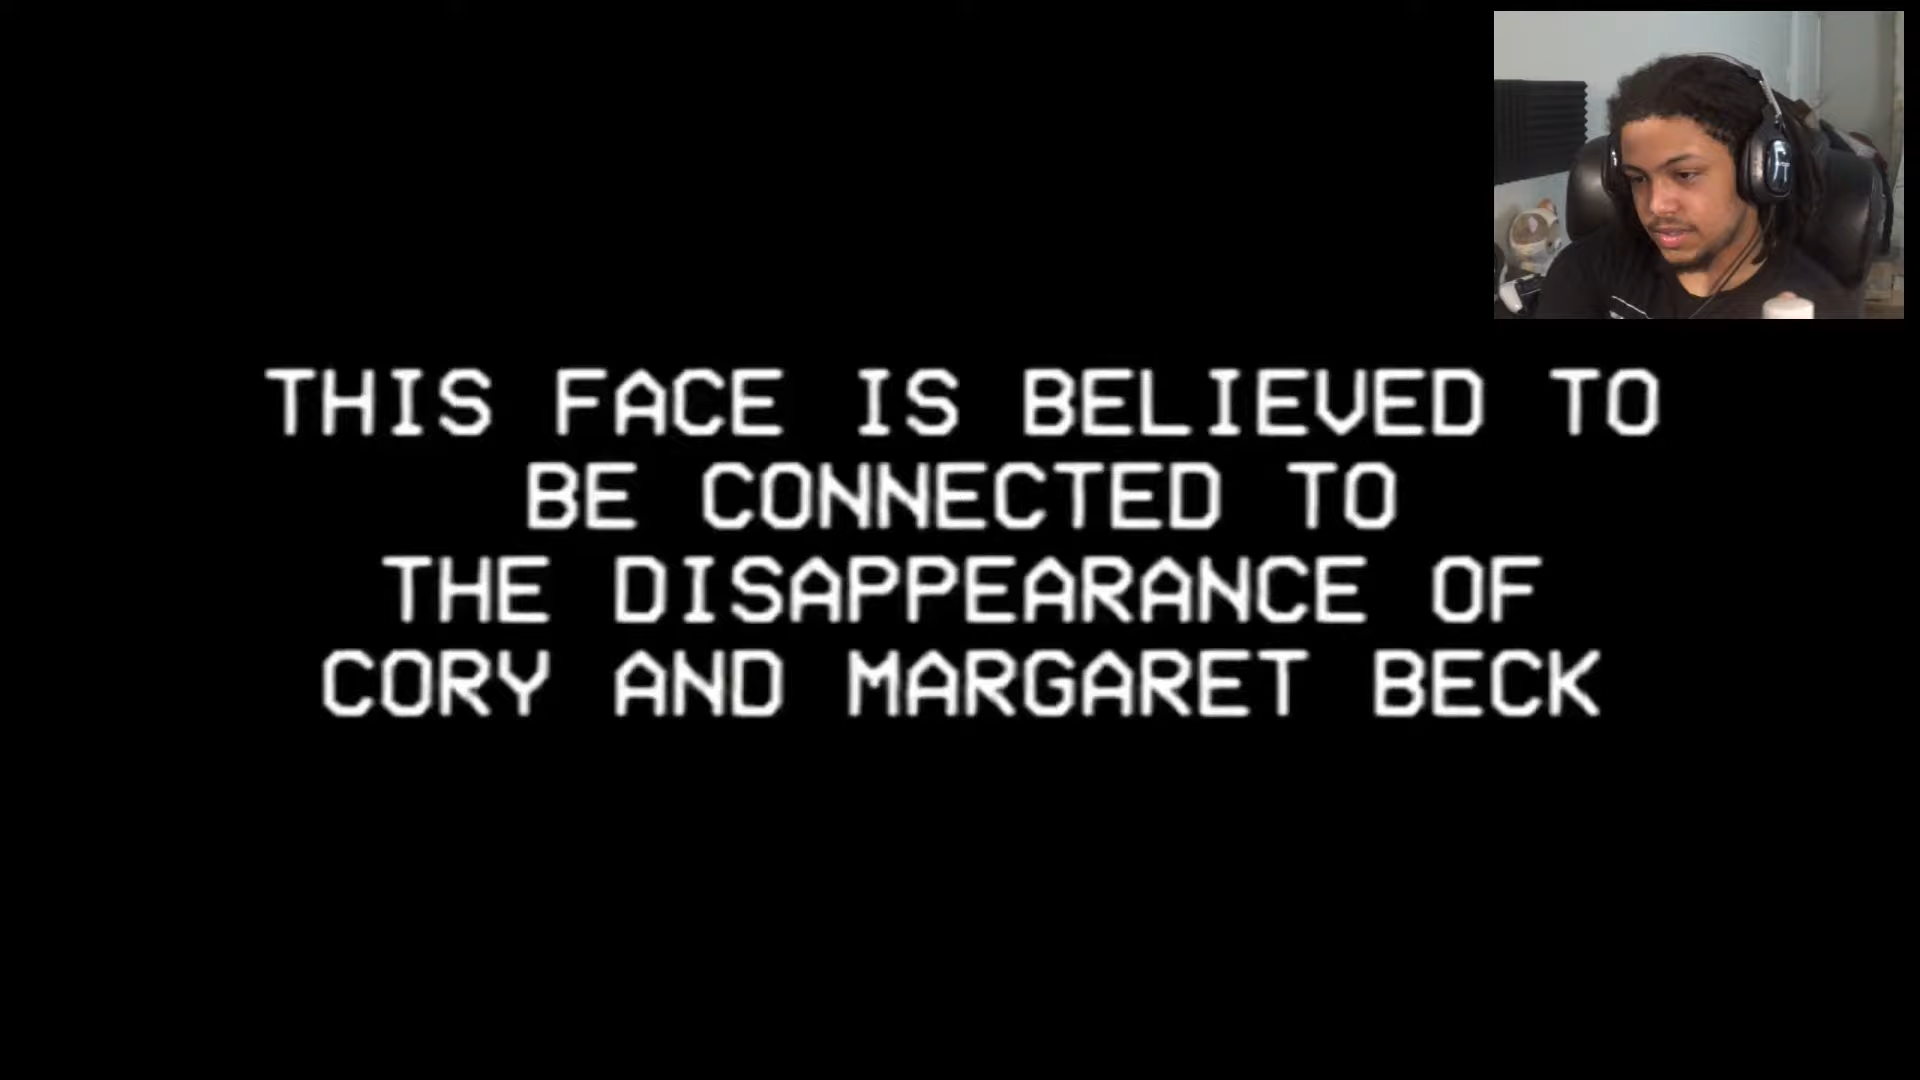 THIS FACE IS BELIEVED TO
BE CONNECTED TO
THE DISAPPEARANCE OF
CORY AND MARGARET BECK